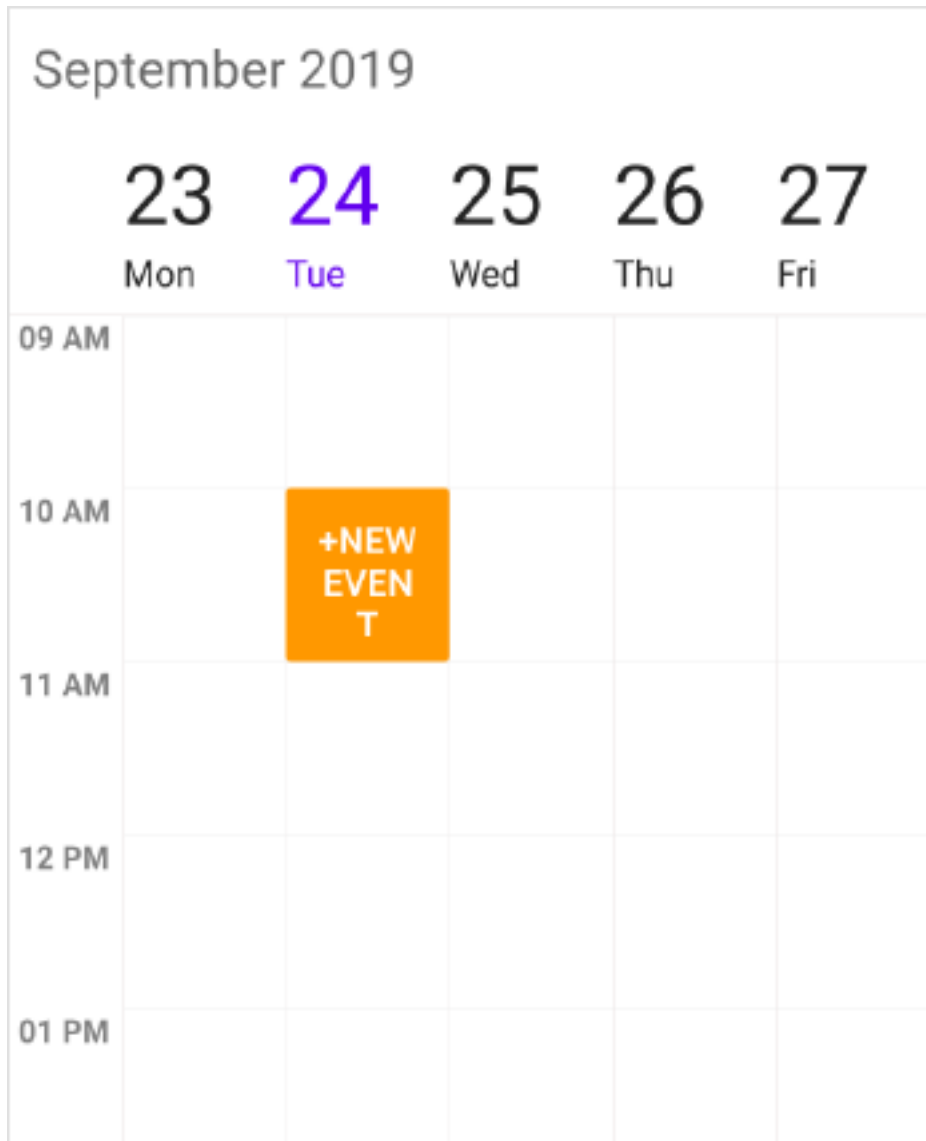 September 2019
23 24 25 26 27
Mon Tue Wed Thu Fri
09 AM
10 AM
+NEW
EVEN
T
11 AM
12 PM
01 PM